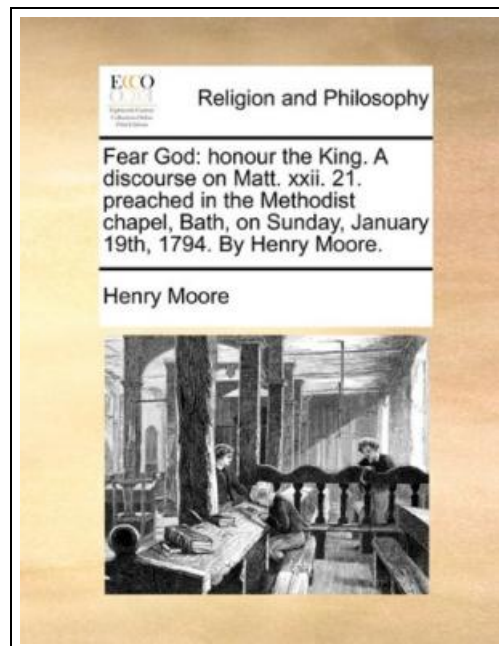 ECCO
Religion and Philosophy
Fear God: honour the King. A
discourse on Matt. xxii. 21.
preached in the Methodist
chapel, Bath, on Sunday, January
19th, 1794. By Henry Moore.
Henry Moore